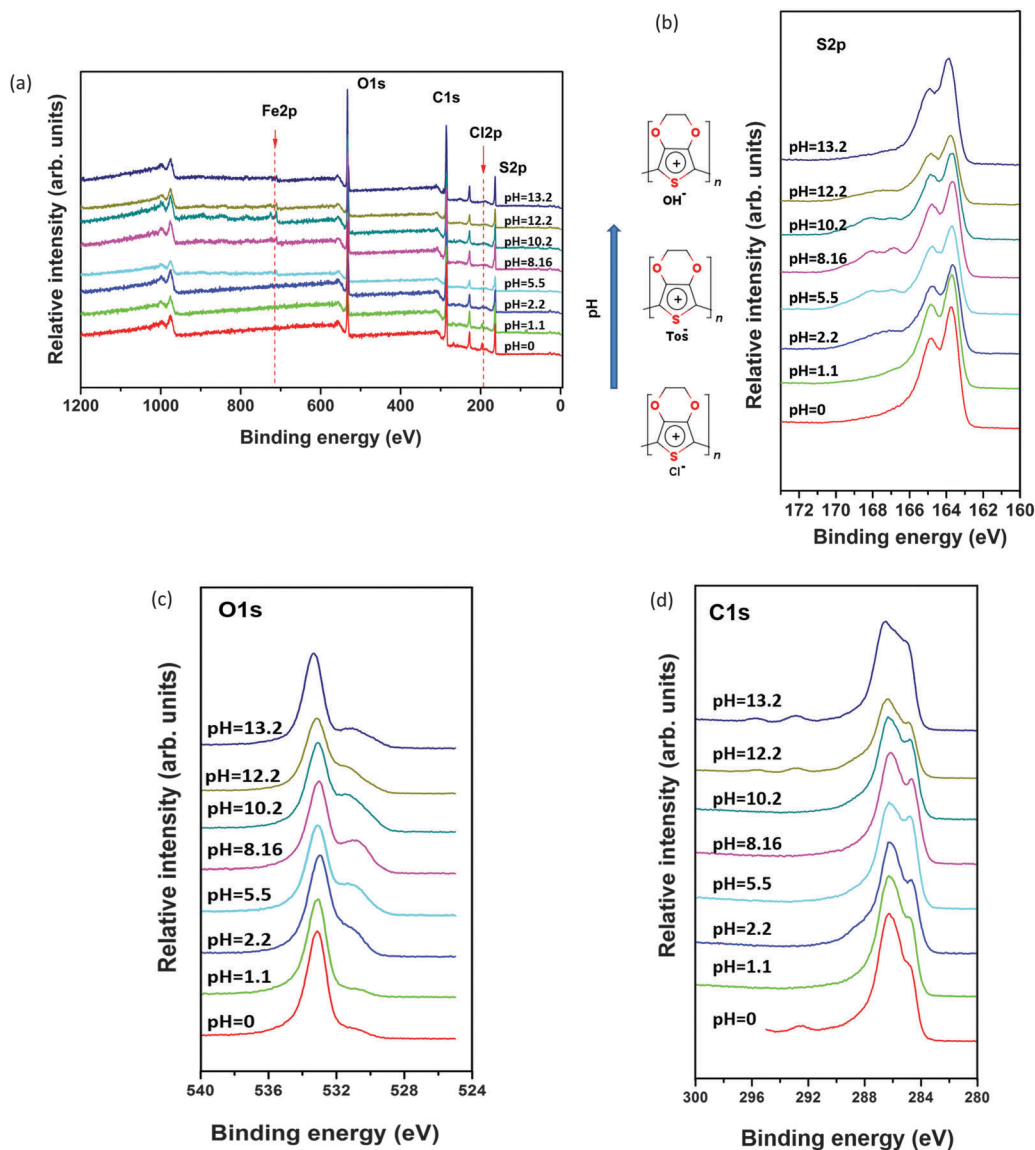 (a)
Relative intensity (arb. units)
Fe2p
O1s
C1s
Cl2p
S2p
pH=13.2
pH=12.2
pH=10.2
pH=8.16
pH=5.5
pH=2.2
pH=1.1
pH=0
1200 1000 800 600 400 200 0
Binding energy (eV)
(b)
pH
O O
+
S
n
OH⁻
O O
+
S
n
Tos⁻
O O
+
S
n
Cl⁻
S2p
Relative intensity (arb. units)
pH=13.2
pH=12.2
pH=10.2
pH=8.16
pH=5.5
pH=2.2
pH=1.1
pH=0
172 170 168 166 164 162 160
Binding energy (eV)
(c)
O1s
Relative intensity (arb. units)
pH=13.2
pH=12.2
pH=10.2
pH=8.16
pH=5.5
pH=2.2
pH=1.1
pH=0
540 536 532 528 524
Binding energy (eV)
(d)
C1s
Relative intensity (arb. units)
pH=13.2
pH=12.2
pH=10.2
pH=8.16
pH=5.5
pH=2.2
pH=1.1
pH=0
300 296 292 288 284 280
Binding energy (eV)